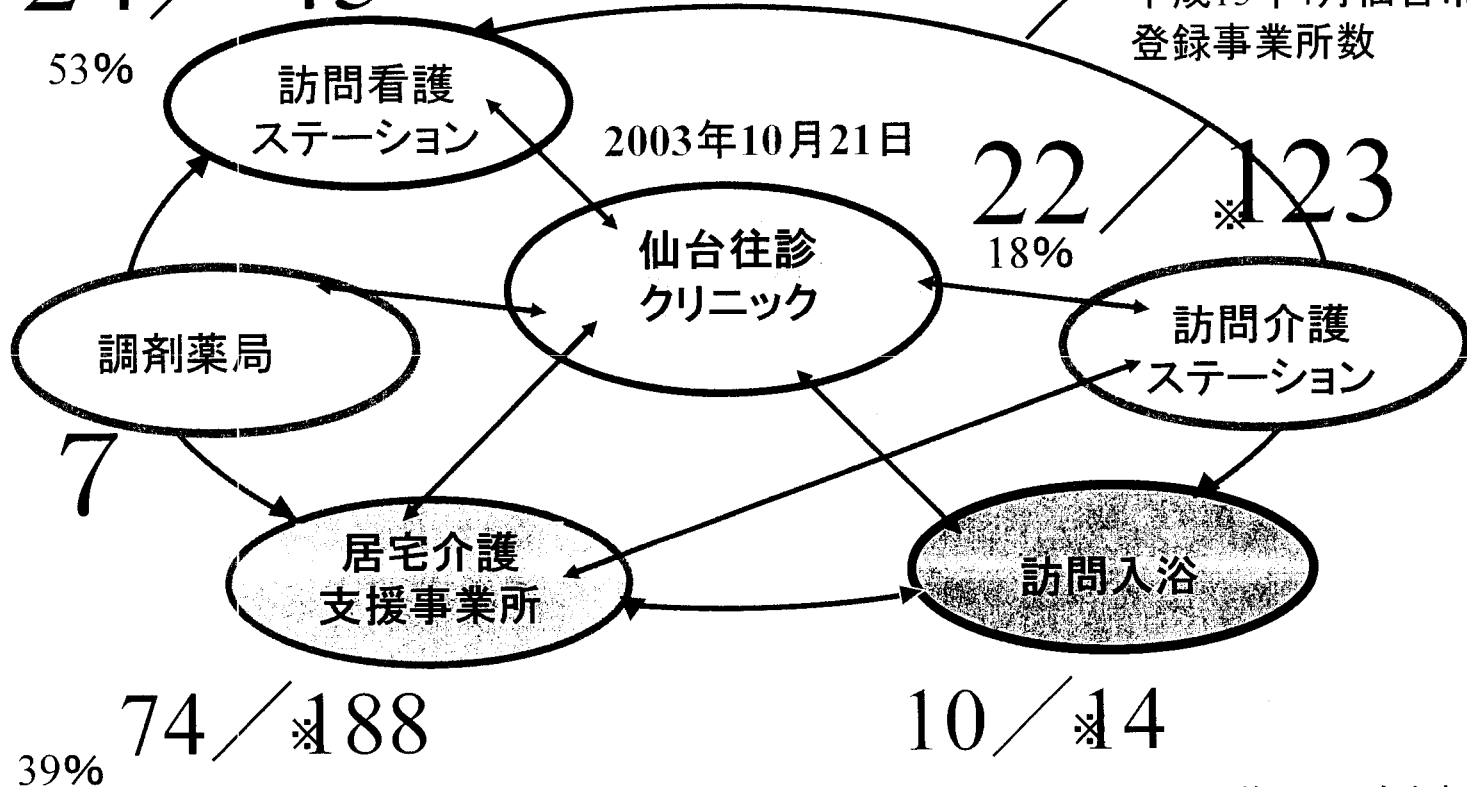 53%
登録事業所数
訪問看護
ステーション
2003年10月21日
22／※123
18%
仙台往診
クリニック
調剤薬局
訪問介護
ステーション
7
居宅介護
支援事業所
訪問入浴
74／※188
10／※14
39%